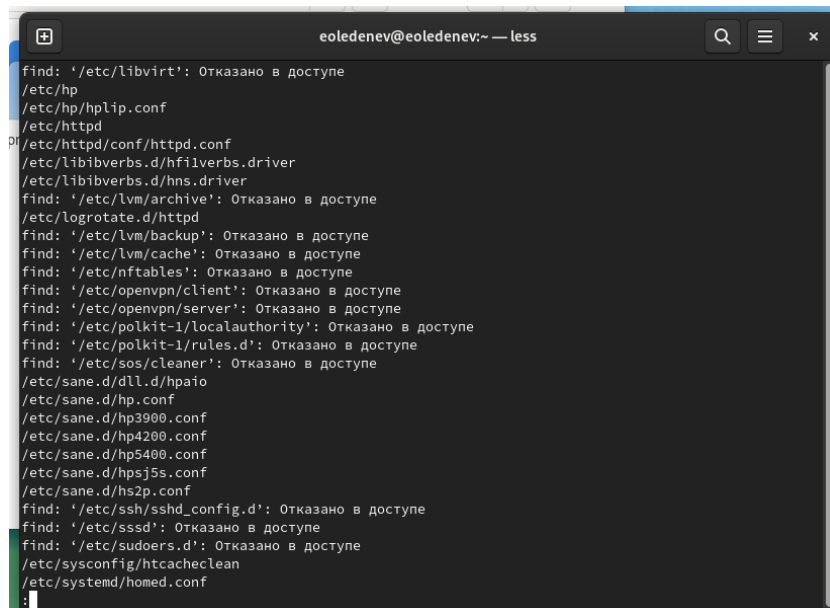 eoledenev@eoledenev:~ — less
find: ‘/etc/libvirt’: Отказано в доступе
/etc/hp
/etc/hp/hplip.conf
/etc/httpd
/etc/httpd/conf/httpd.conf
/etc/libibverbs.d/hfi1verbs.driver
/etc/libibverbs.d/hns.driver
find: ‘/etc/lvm/archive’: Отказано в доступе
/etc/logrotate.d/httpd
find: ‘/etc/lvm/backup’: Отказано в доступе
find: ‘/etc/lvm/cache’: Отказано в доступе
find: ‘/etc/nftables’: Отказано в доступе
find: ‘/etc/openvpn/client’: Отказано в доступе
find: ‘/etc/openvpn/server’: Отказано в доступе
find: ‘/etc/polkit-1/localauthority’: Отказано в доступе
find: ‘/etc/polkit-1/rules.d’: Отказано в доступе
find: ‘/etc/sos/cleaner’: Отказано в доступе
/etc/sane.d/dll.d/hpaio
/etc/sane.d/hp.conf
/etc/sane.d/hp3900.conf
/etc/sane.d/hp4200.conf
/etc/sane.d/hp5400.conf
/etc/sane.d/hpsj5s.conf
/etc/sane.d/hs2p.conf
find: ‘/etc/ssh/sshd_config.d’: Отказано в доступе
find: ‘/etc/sssd’: Отказано в доступе
find: ‘/etc/sudoers.d’: Отказано в доступе
/etc/sysconfig/htcacheclean
/etc/systemd/homed.conf
: